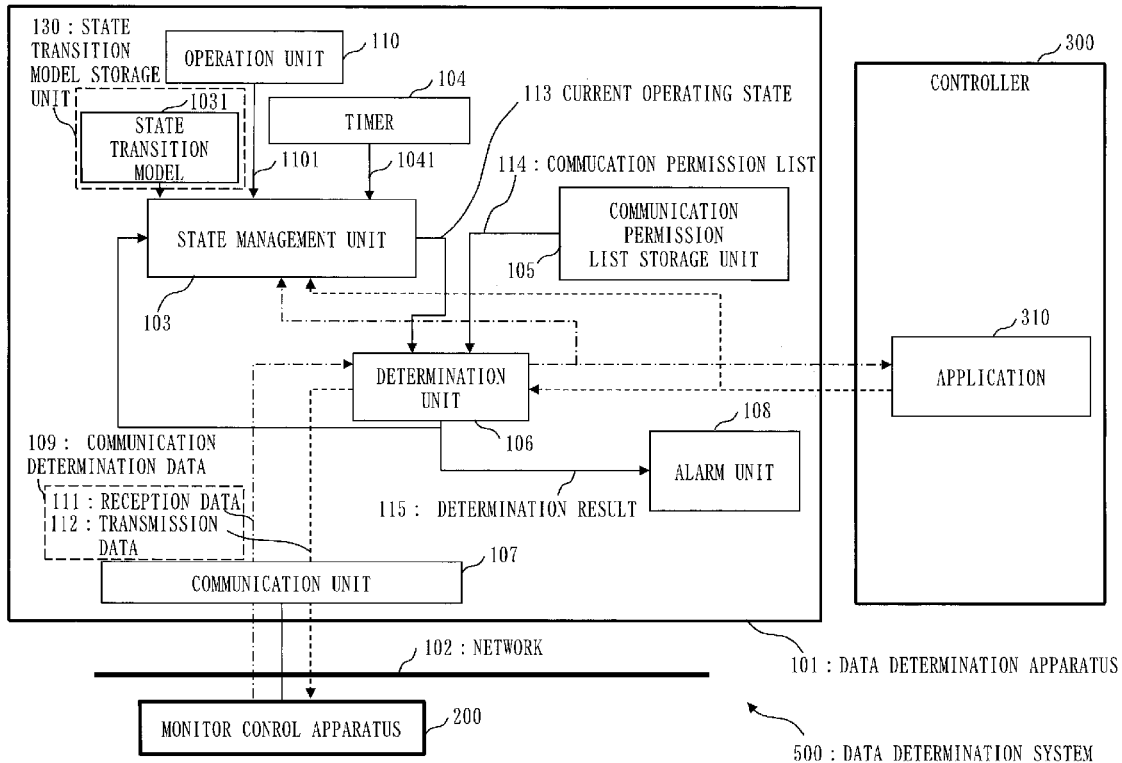 130: STATE
TRANSITION
MODEL STORAGE
UNIT
110
OPERATION UNIT
1031
STATE
TRANSITION
MODEL
104
TIMER
113 CURRENT OPERATING STATE
300
CONTROLLER
1101
1041
114: COMMUCATION PERMISSION LIST
STATE MANAGEMENT UNIT
COMMUNICATION
PERMISSION
LIST STORAGE UNIT
105
103
310
APPLICATION
DETERMINATION
UNIT
106
108
ALARM UNIT
109: COMMUNICATION
DETERMINATION DATA
111: RECEPTION DATA
112: TRANSMISSION
DATA
115: DETERMINATION RESULT
107
COMMUNICATION UNIT
102: NETWORK
101: DATA DETERMINATION APPARATUS
MONITOR CONROL APPARATUS
200
500: DATA DETERMINATION SYSTEM